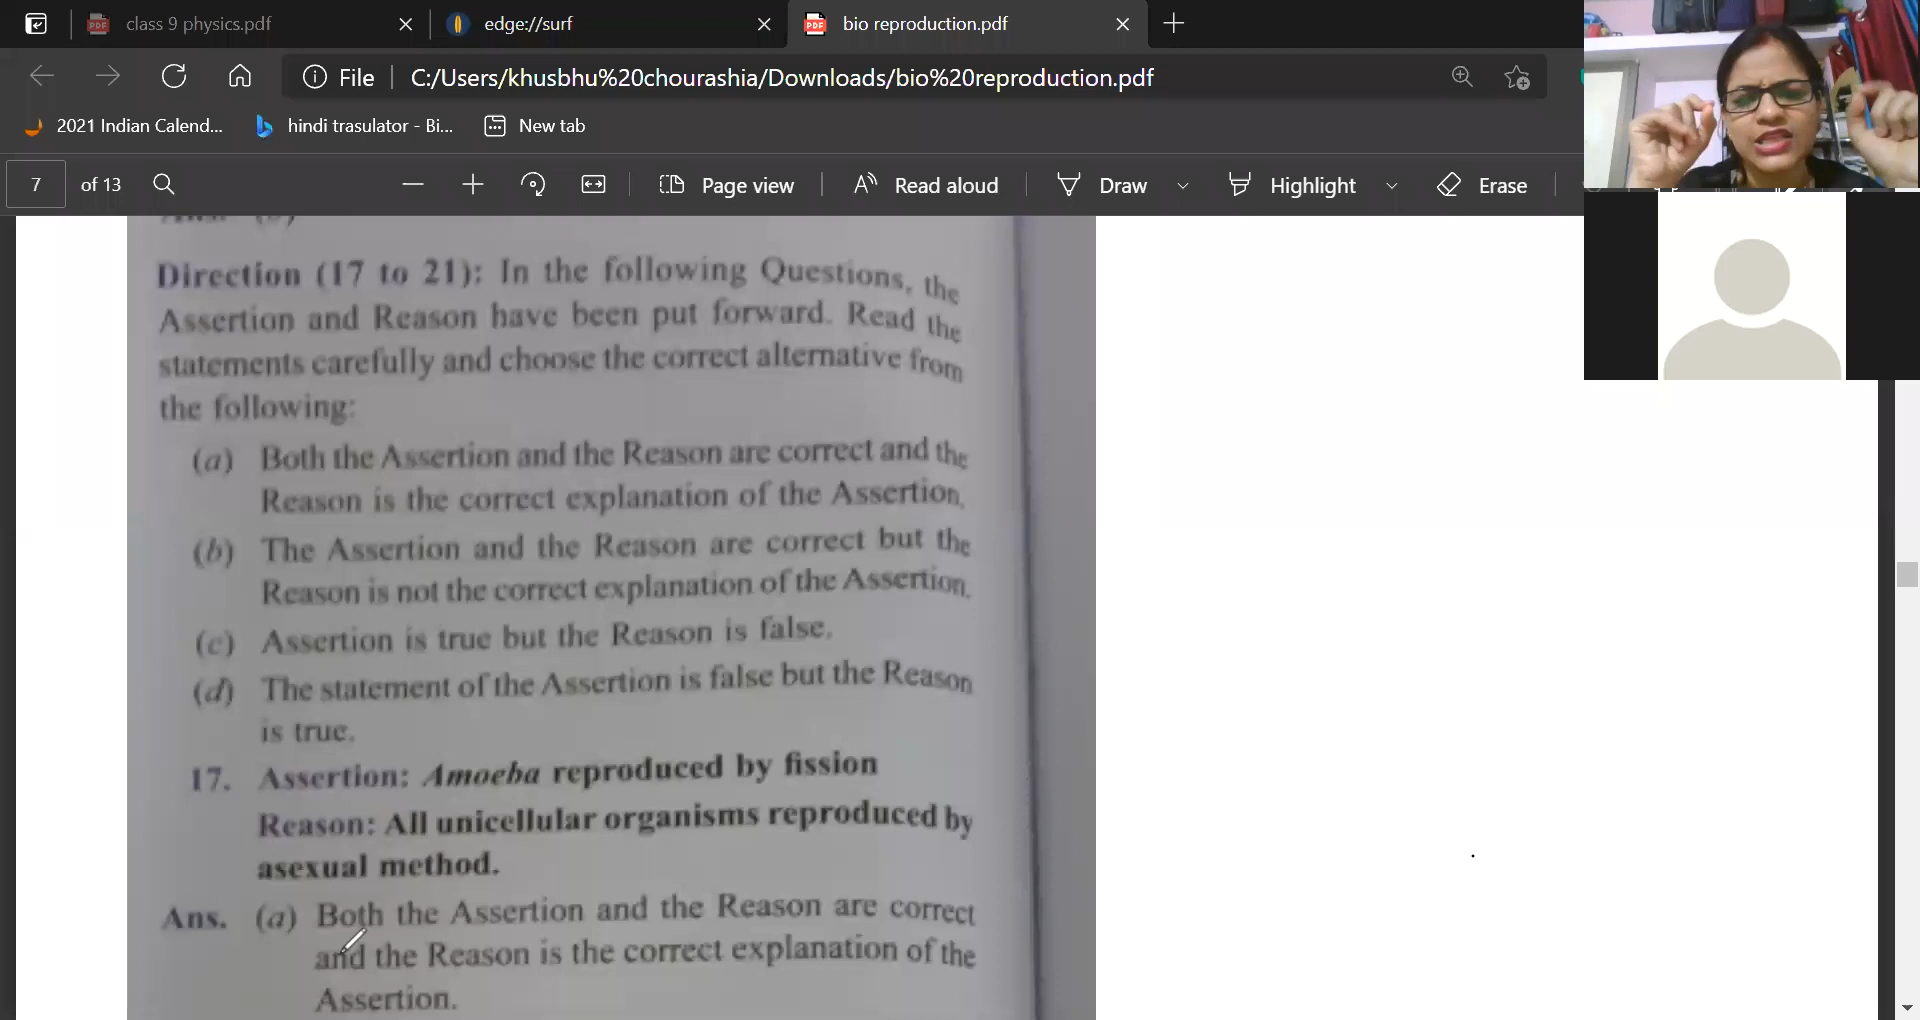 class 9 physics.pdf
edge://surf
bio reproduction.pdf
File
C:/Users/khusbhu%20chourashia/Downloads/bio%20reproduction.pdf
2021 Indian Calend...
hindi trasulator - Bi...
New tab
7
of 13
Page view
Read aloud
Draw
Highlight
Erase
Direction (17 to 21): In the following Questions, the
Assertion and Reason have been put forward. Read the
statements carefully and choose the correct alternative from
the following:
(a) Both the Assertion and the Reason are correct and the
Reason is the correct explanation of the Assertion.
(b) The Assertion and the Reason are correct but the
Reason is not the correct explanation of the Assertion.
(c) Assertion is true but the Reason is false.
(d) The statement of the Assertion is false but the Reason
is true.
17. Assertion: Amoeba reproduced by fission
Reason: All unicellular organisms reproduced by
asexual method.
Ans. (a) Both the Assertion and the Reason are correct
and the Reason is the correct explanation of the
Assertion.